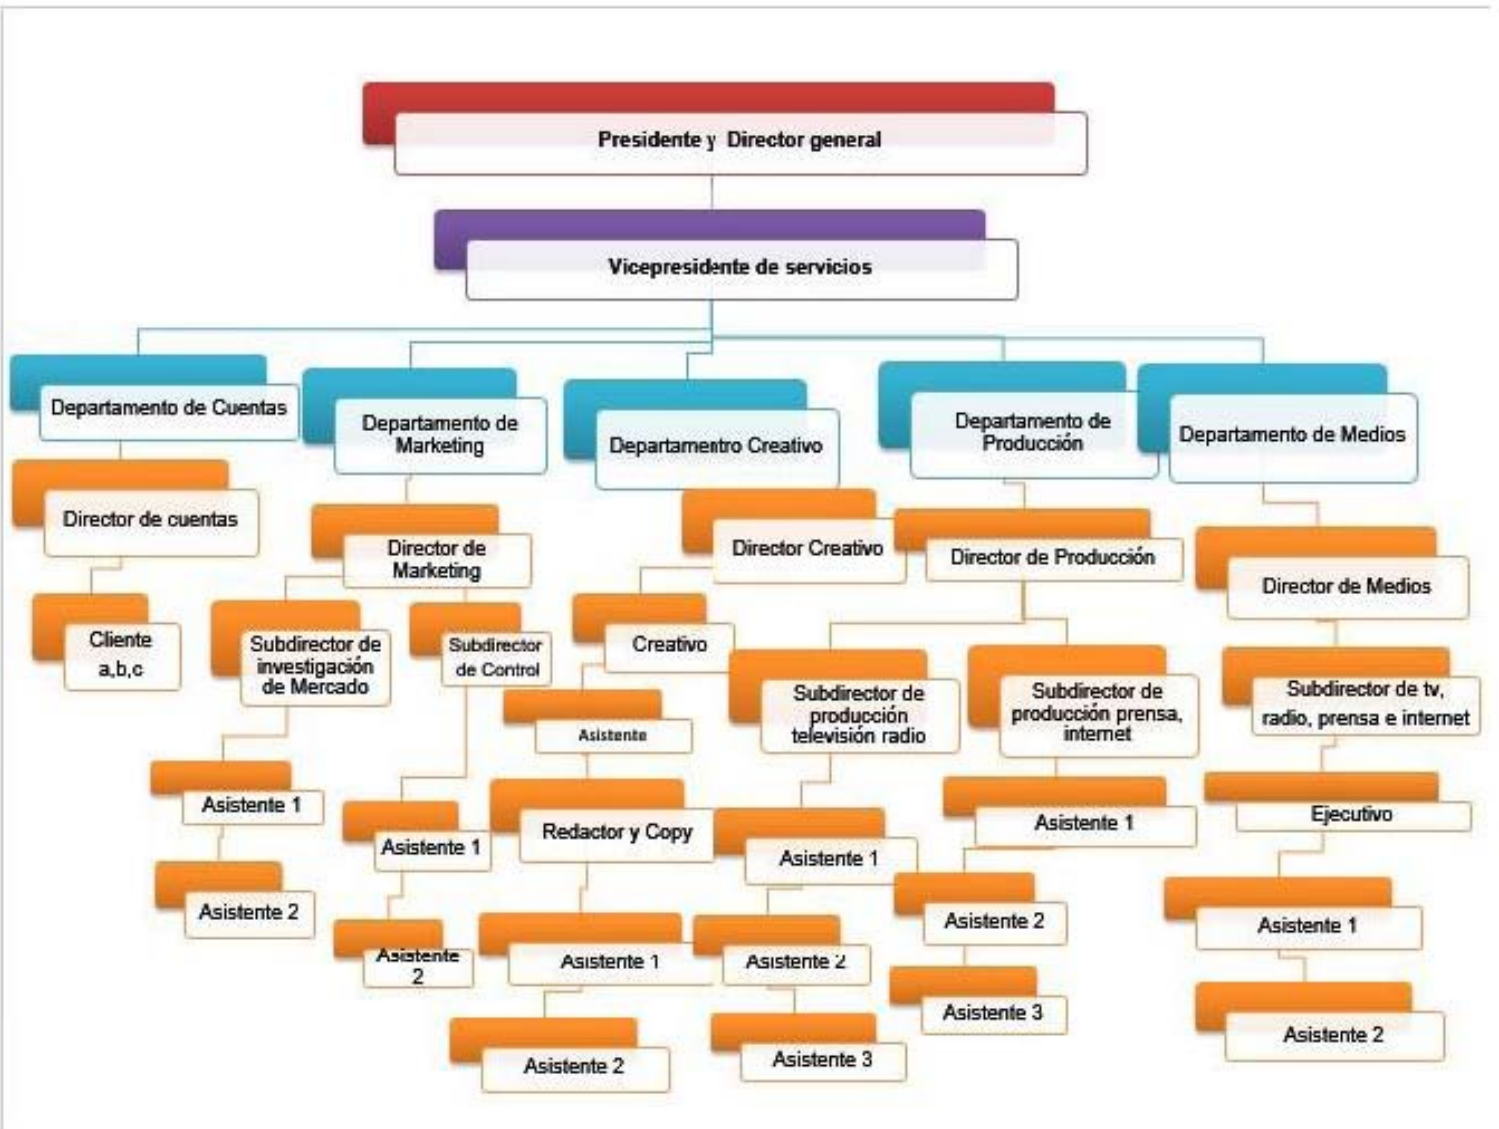 Presidente y Director general
Vicepresidente de servicios
Departamento de Cuentas
Departamento de
Marketing
Departamentro Creativo
Departamento de
Producción
Departamento de Medios
Director de cuentas
Director de
Marketing
Director Creativo
Director de Producción
Director de Medios
Cliente
a,b,c
Subdirector de
investigación
de Mercado
Subdirector
de Control
Creativo
Subdirector de
producción
televisión radio
Subdirector de
producción prensa,
internet
Subdirector de tv,
radio, prensa e internet
Asistente
Asistente 1
Asistente 1
Redactor y Copy
Asistente 1
Asistente 1
Ejecutivo
Asistente 2
Asistente
2
Asistente 1
Asistente 2
Asistente 2
Asistente 1
Asistente 2
Asistente 3
Asistente 3
Asistente 2